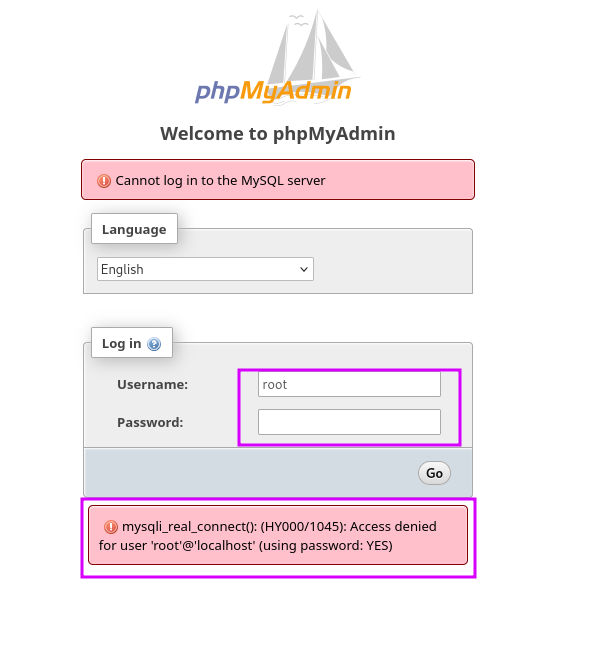 phpMyAdmin
Welcome to phpMyAdmin
Cannot log in to the MySQL server
Language
English
Log in
Username:
root
Password:
Go
mysqli_real_connect(): (HY000/1045): Access denied
for user 'root'@'localhost' (using password: YES)